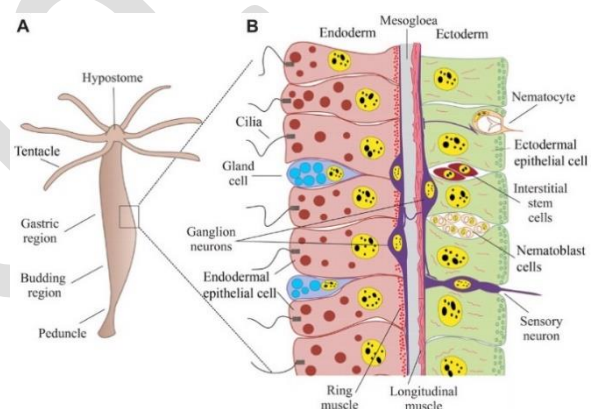 A
Hypostome
Tentacle
Gastric
region
Budding
region
Peduncle
B
Mesogloea
Endoderm
Ectoderm
Cilia
Gland
cell
Ganglion
neurons
Endodermal
epithelial cell
Nematocyte
Ectodermal
epithelial cell
Interstitial
stem
cells
Nematoblast
cells
Sensory
neuron
Ring
muscle
Longitudinal
muscle